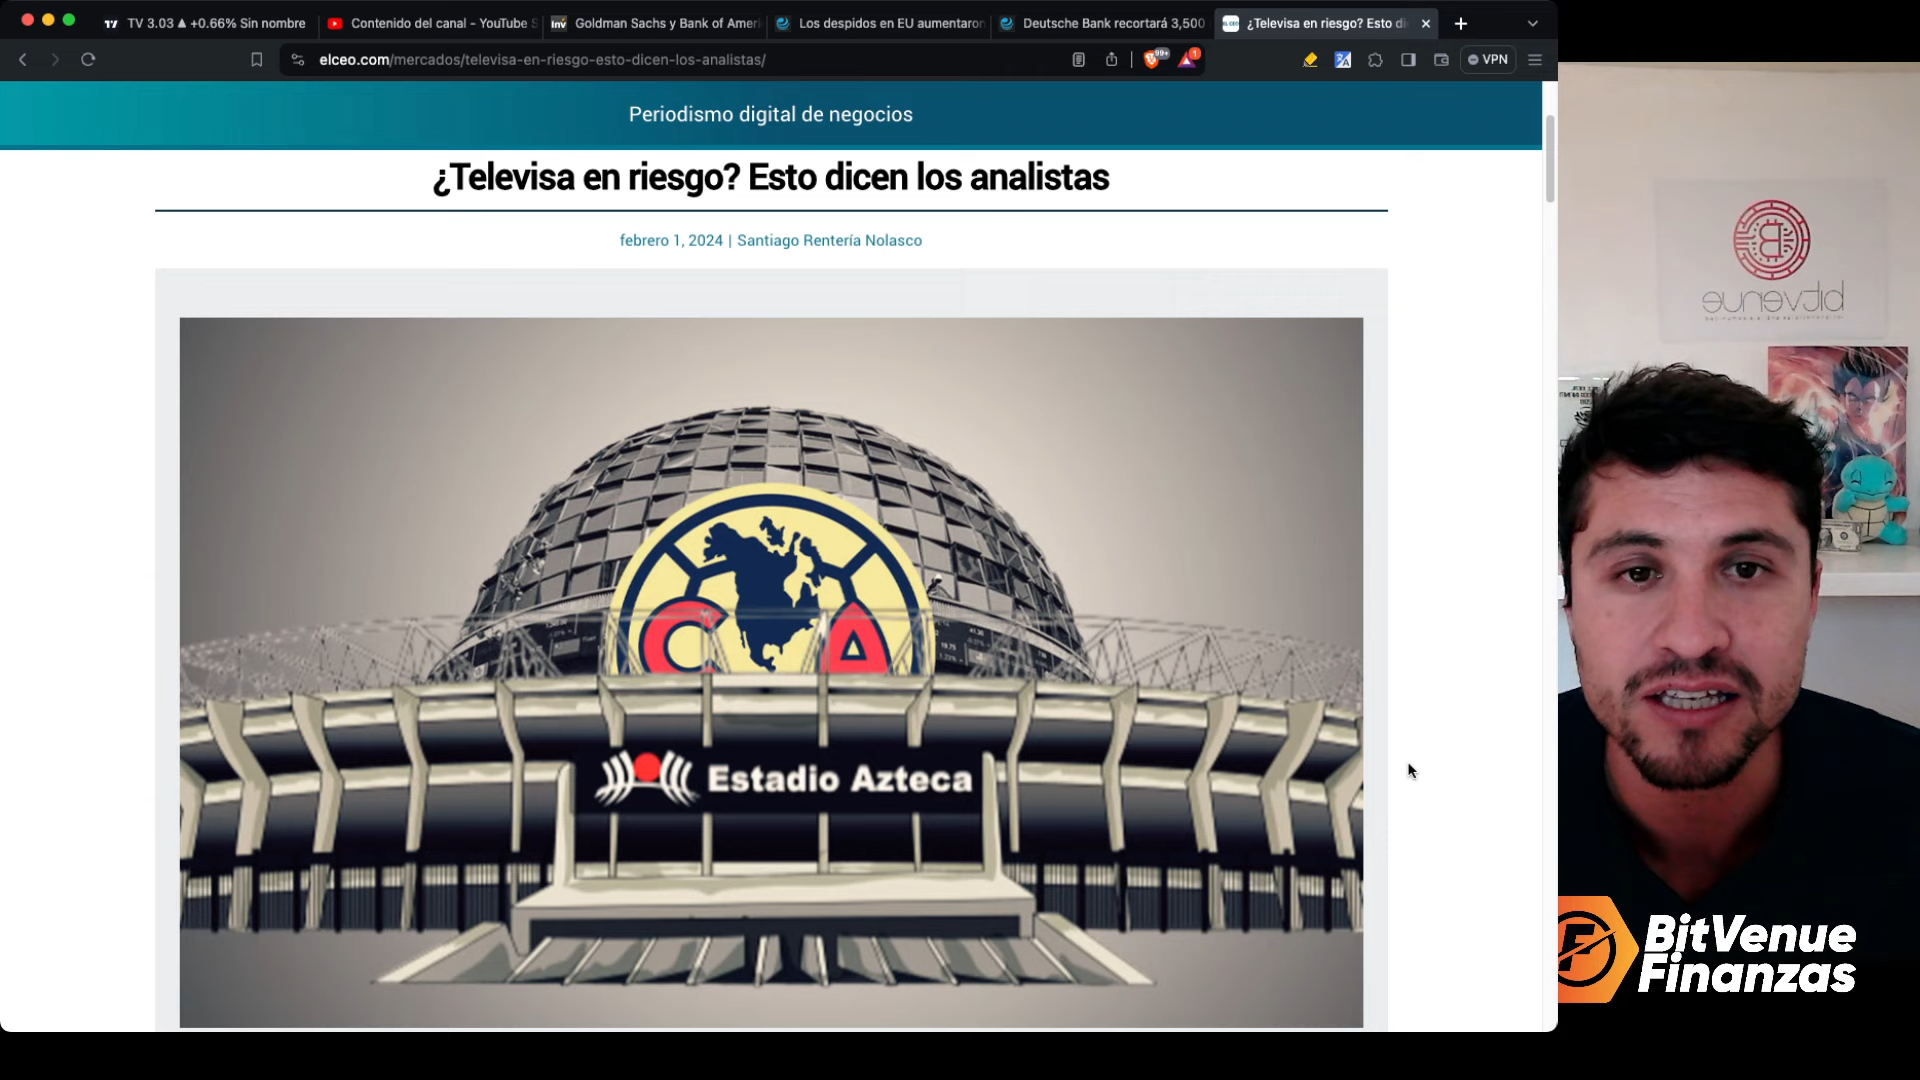 TV 3.03 ▲ +0.66% Sin nombre
Contenido del canal - YouTube S
Goldman Sachs y Bank of Ameri
Los despidos en EU aumentaron
Deutsche Bank recortará 3,500
¿Televisa en riesgo? Esto di
elceo.com/mercados/televisa-en-riesgo-esto-dicen-los-analistas/
99+
1
VPN
Periodismo digital de negocios
¿Televisa en riesgo? Esto dicen los analistas
febrero 1, 2024 | Santiago Rentería Nolasco
C A
Estadio Azteca
bitvenue
BitVenue
Finanzas